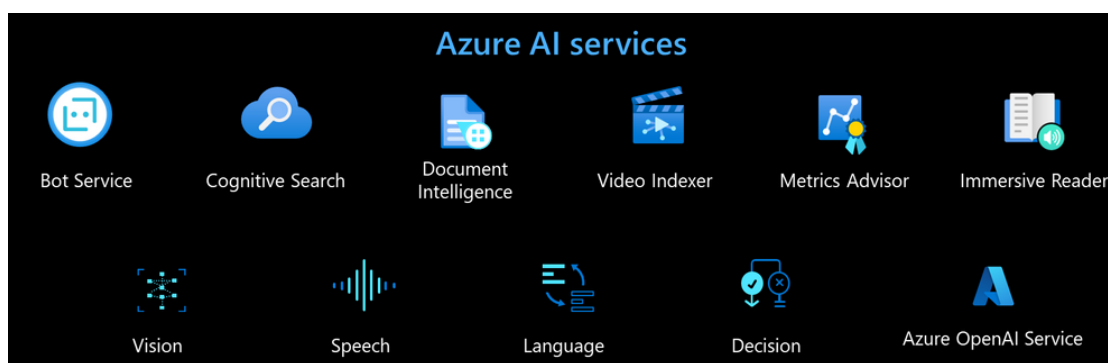 Azure AI services
Bot Service
Cognitive Search
Document
Intelligence
Video Indexer
Metrics Advisor
Immersive Reader
Vision
Speech
Language
Decision
Azure OpenAI Service